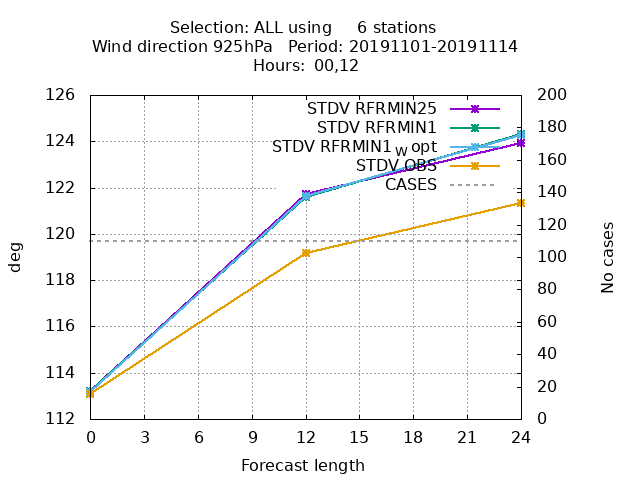 Selection: ALL using     6 stations
Wind direction 925hPa   Period: 20191101-20191114
Hours:  00,12
126
124
122
120
118
116
114
112
deg
200
180
160
140
120
100
80
60
40
20
0
No cases
STDV RFRMIN25
STDV RFRMIN1
STDV RFRMIN1wopt
STDV OBS
CASES
0 3 6 9 12 15 18 21 24
Forecast length